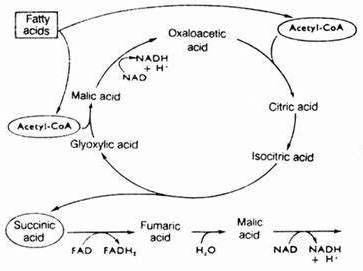 Fatty
acids
Acetyl-CoA
Oxaloacetic
acid
NADH
+ H·
NAD
Malic acid
Citric acid
Acetyl-CoA
Glyoxylic acid
Isocitric acid
Succinic
acid
Fumaric
acid
Malic
acid
FAD
FADH₂
H₂O
NAD
NADH
+ H·